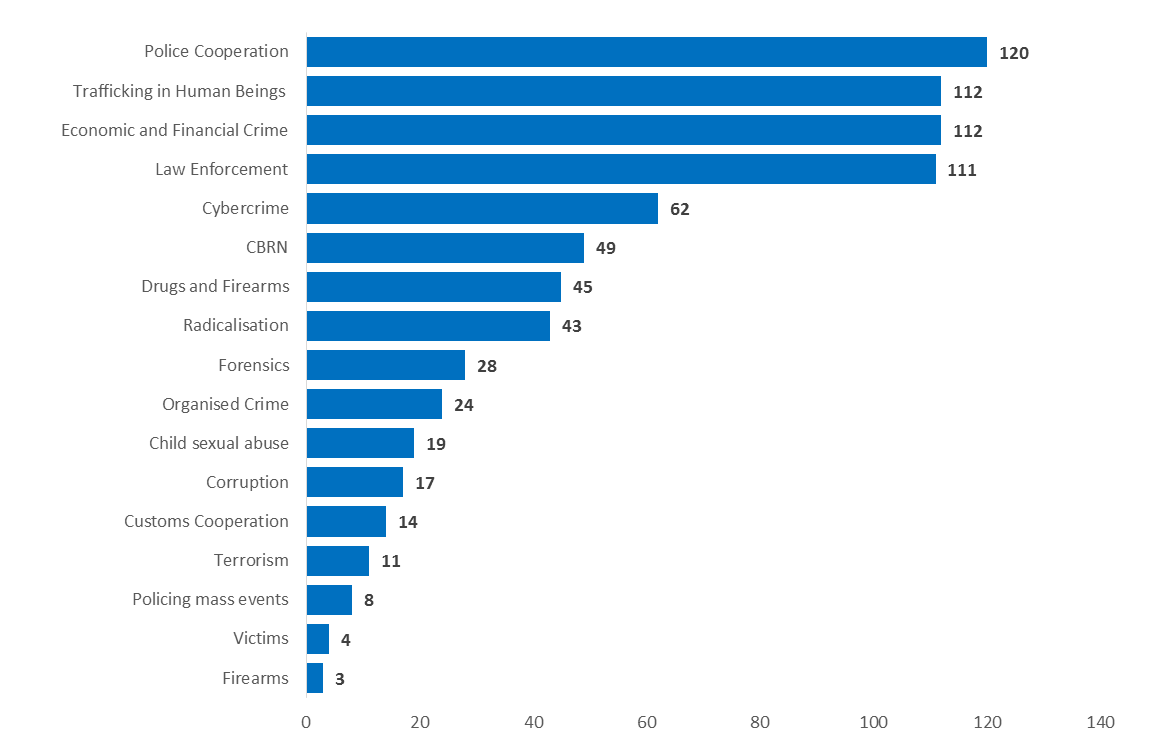 Police Cooperation 120
Trafficking in Human Beings 112
Economic and Financial Crime 112
Law Enforcement 111
Cybercrime 62
CBRN 49
Drugs and Firearms 45
Radicalisation 43
Forensics 28
Organised Crime 24
Child sexual abuse 19
Corruption 17
Customs Cooperation 14
Terrorism 11
Policing mass events 8
Victims 4
Firearms 3
0 20 40 60 80 100 120 140